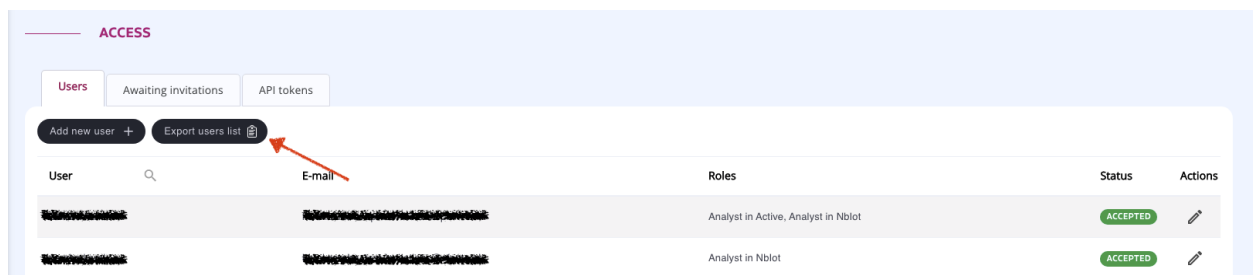 ACCESS
Users Awaiting invitations API tokens
Add new user + Export users list
User E-mail Roles Status Actions
Analyst in Active, Analyst in Nblot ACCEPTED
Analyst in Nblot ACCEPTED